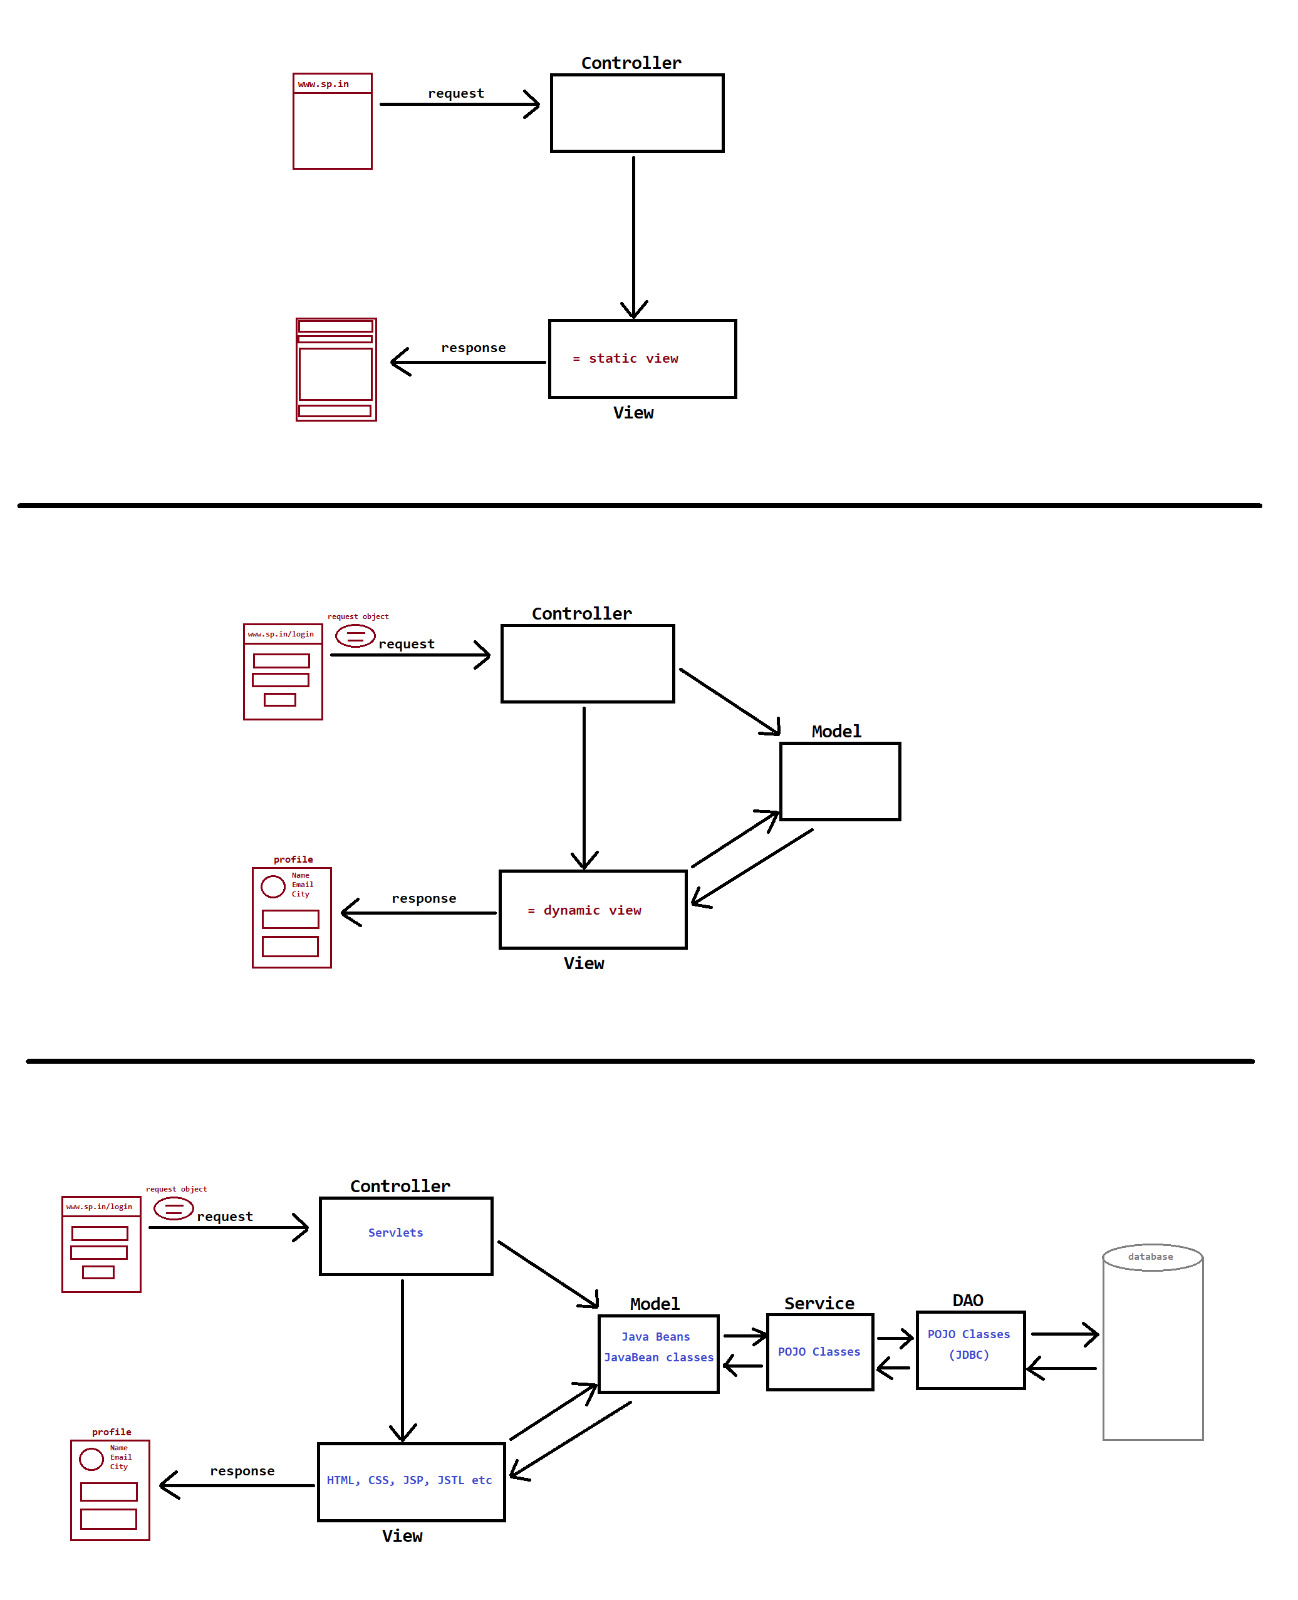 Controller
www.sp.in
request
response
= static view
View
Controller
request object
www.sp.in/login
request
Model
profile
Name
Email
City
response
= dynamic view
View
Controller
request object
www.sp.in/login
request
Servlets
database
Model
Service
DAO
Java Beans
JavaBean classes
POJO Classes
POJO Classes
(JDBC)
profile
Name
Email
City
response
HTML, CSS, JSP, JSTL etc
View